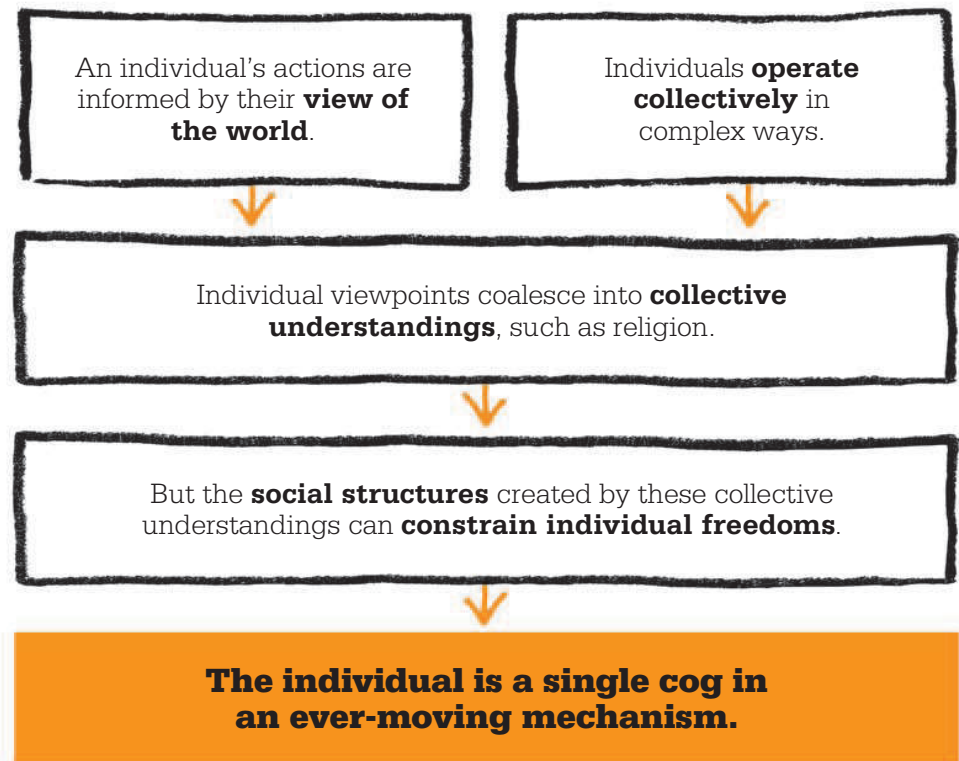 An individual’s actions are
informed by their view of
the world.
Individuals operate
collectively in
complex ways.
Individual viewpoints coalesce into collective
understandings, such as religion.
But the social structures created by these collective
understandings can constrain individual freedoms.
The individual is a single cog in
an ever-moving mechanism.